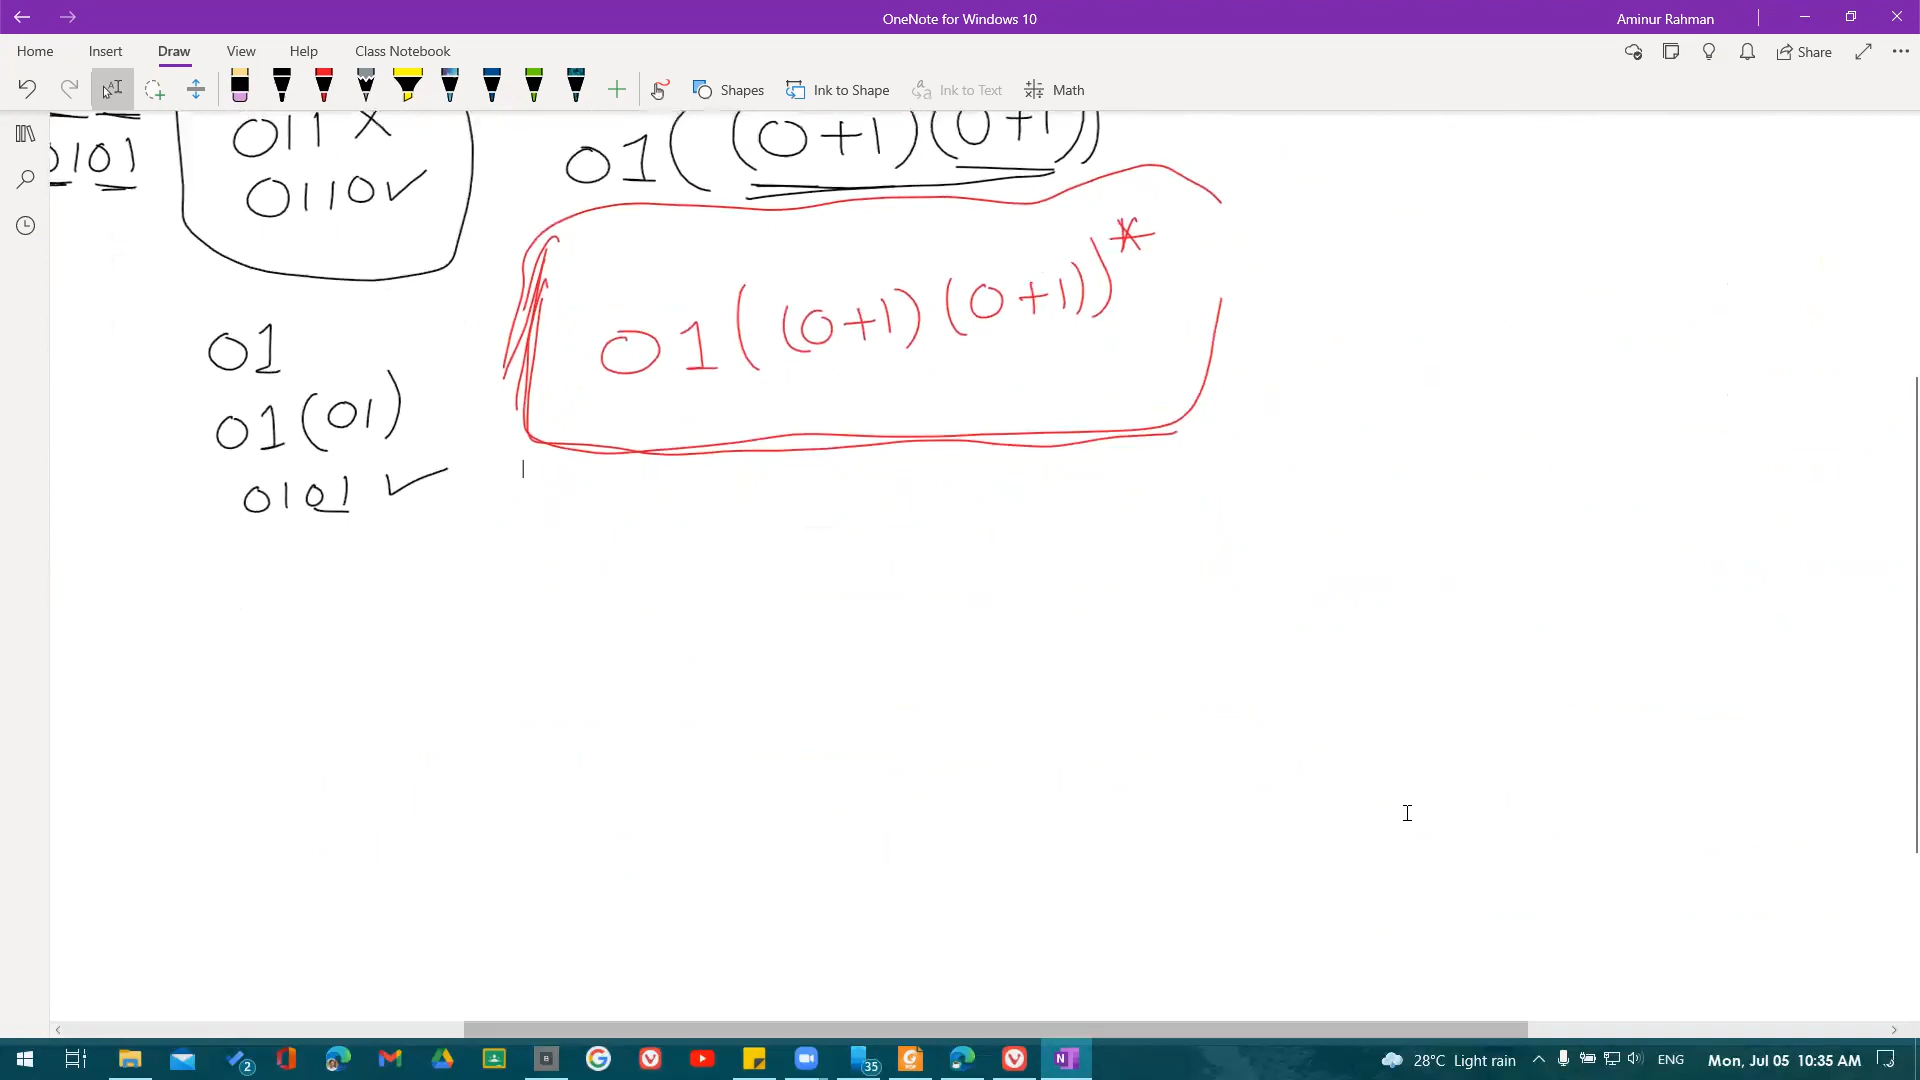 OneNote for Windows 10
Aminur Rahman
Home Insert Draw View Help Class Notebook
Share
Shapes Ink to Shape Ink to Text Math
0101
011 X
0110 ✓
01((0+1)(0+1))
01((0+1)(0+1))*
01
01(01)
0101 ✓
2
35
28°C Light rain
ENG
Mon, Jul 05 10:35 AM